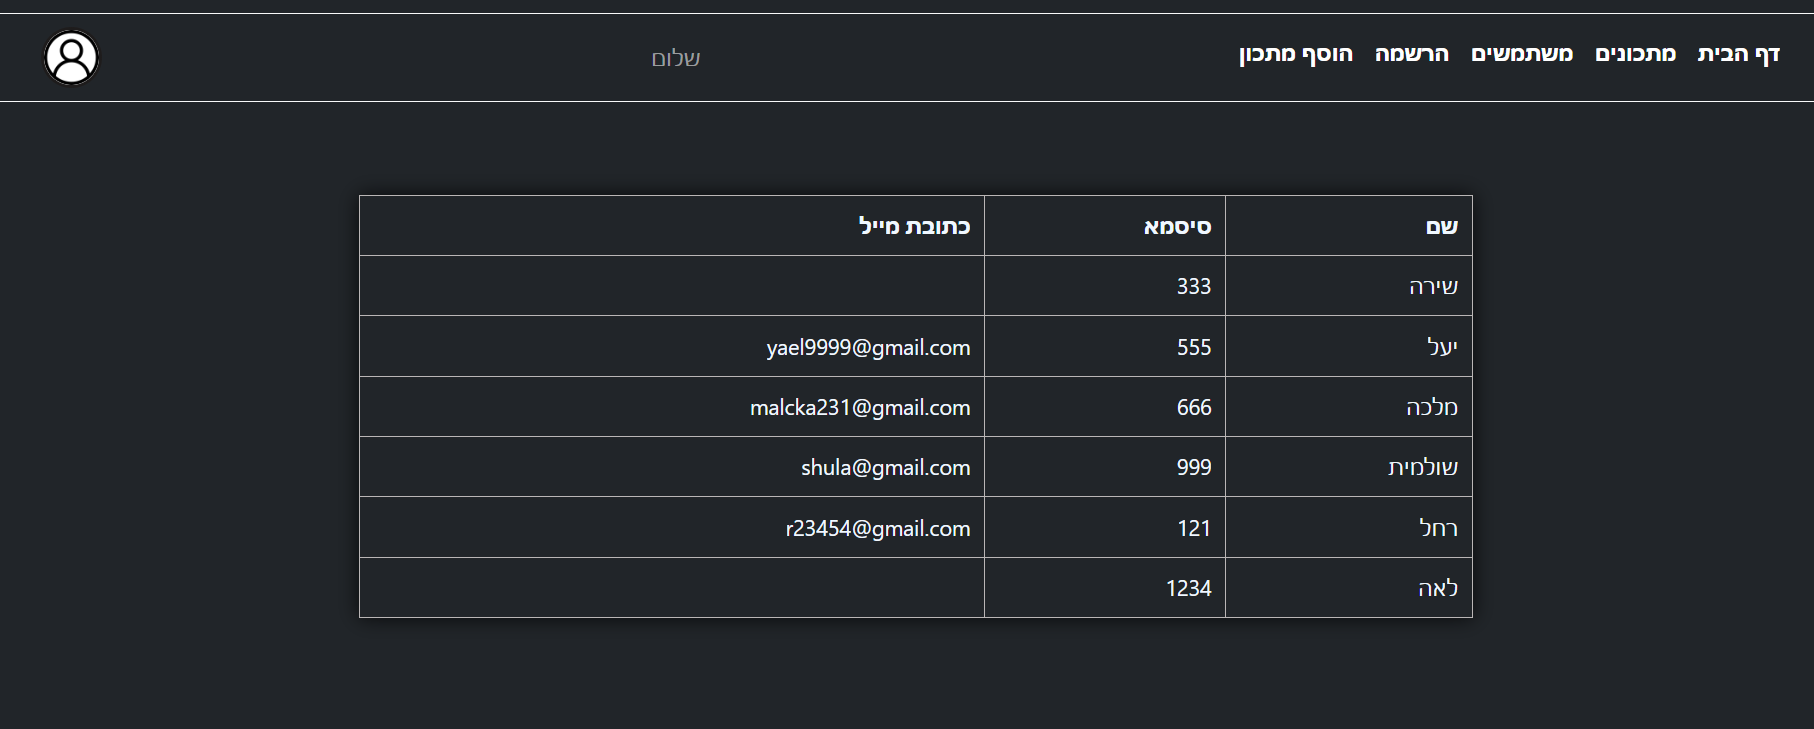 דף הבית מתכונים משתמשים הרשמה הוסף מתכון שלום
שם סיסמא כתובת מייל
שירה 333
יעל 555 yael9999@gmail.com
מלכה 666 malcka231@gmail.com
שולמית 999 shula@gmail.com
רחל 121 r23454@gmail.com
לאה 1234